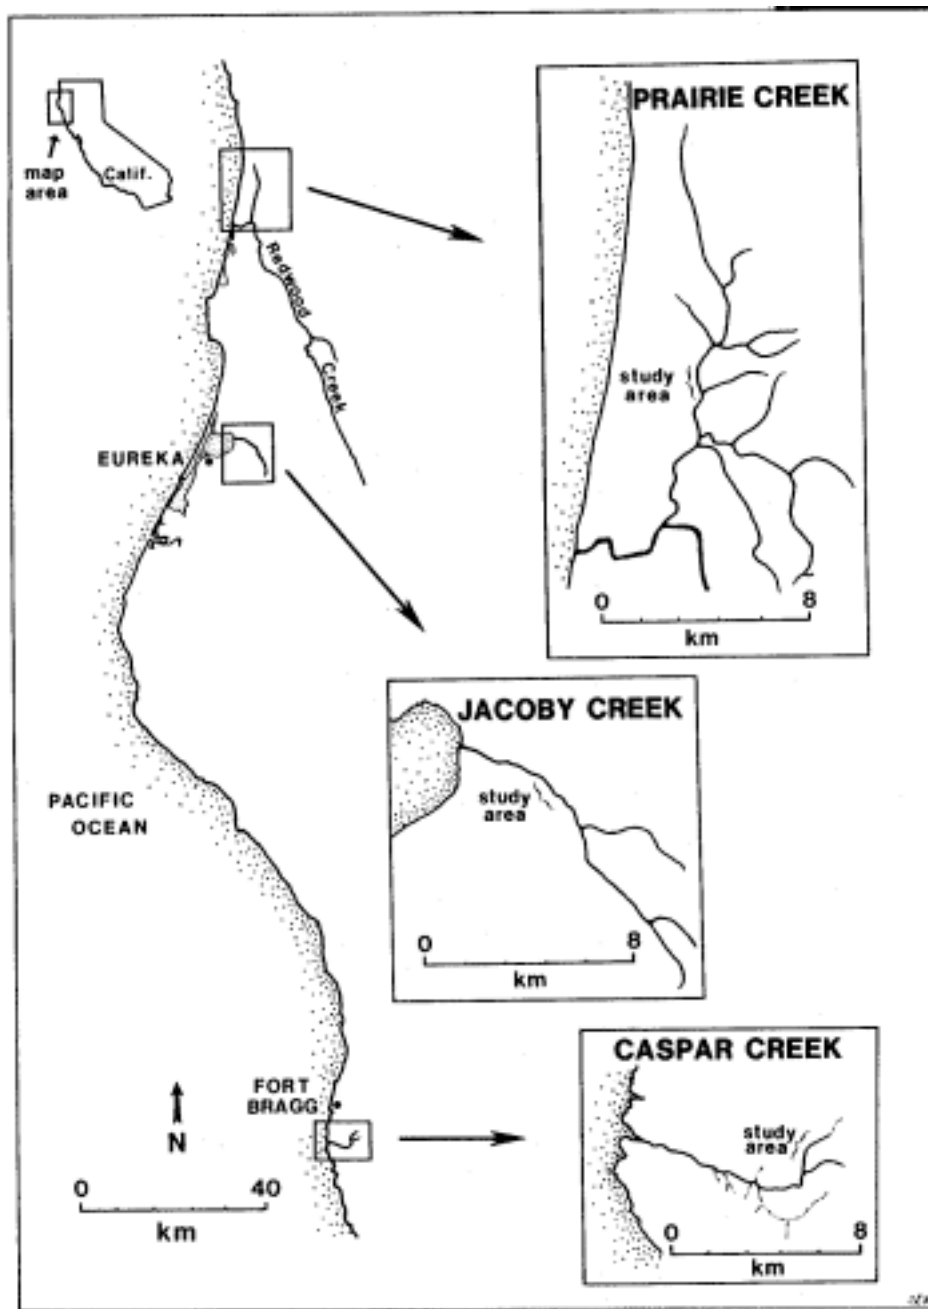 PRAIRIE CREEK
map
area
Calif.
Redwood
Creek
study
area
EUREKA
0 8
km
JACOBY CREEK
study
area
PACIFIC
OCEAN
0 8
km
CASPAR CREEK
FORT
BRAGG
study
area
N
0 40
km
0 8